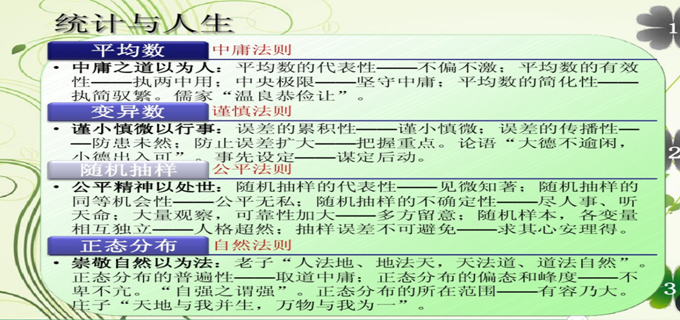 统计与人生
1
平均数 中庸法则
• 中庸之道以为人：平均数的代表性——不偏不激；平均数的有效
性——执两中用；中央极限——坚守中庸；平均数的简化性——
执简驭繁。儒家“温良恭俭让”。
变异数 谨慎法则
• 谨小慎微以行事：误差的累积性——谨小慎微；误差的传播性—
—防患未然；防止误差扩大——把握重点。论语“大德不逾闲，
小德出入可”。事先设定——谋定后动。
2
随机抽样 公平法则
• 公平精神以处世：随机抽样的代表性——见微知著；随机抽样的
同等机会性——公平无私；随机抽样的不确定性——尽人事、听
天命；大量观察，可靠性加大——多方留意；随机样本，各变量
相互独立——人格超然；抽样误差不可避免——求其心安理得。
正态分布 自然法则
• 崇敬自然以为法：老子“人法地、地法天，天法道、道法自然”。
正态分布的普遍性——取道中庸；正态分布的偏态和峰度——不
卑不亢。“自强之谓强”。正态分布的所在范围——有容乃大。
庄子“天地与我并生，万物与我为一”。
3